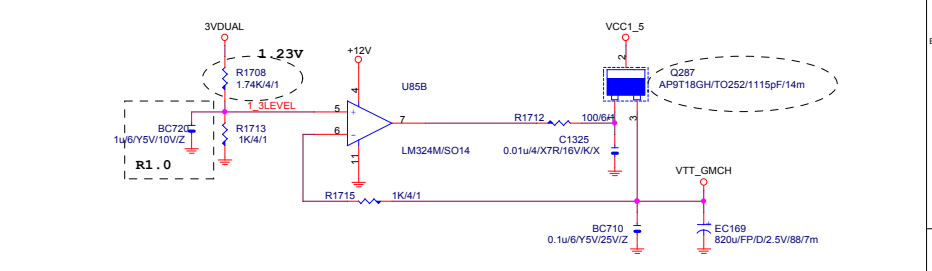 3VDUAL
VCC1_5
1.23V
+12V
2
R1708
1.74K/4/1
Q287
AP9T18GH/TO252/1115pF/14m
U85B
4
1_3LEVEL
5
+
7
R1712
100/6/1
3
BC720
1u/6/Y5V/10V/Z
R1713
1K/4/1
6
-
C1325
0.01u/4/X7R/16V/K/X
LM324M/SO14
11
R1.0
VTT_GMCH
R1715
1K/4/1
BC710
0.1u/6/Y5V/25V/Z
EC169
820u/FP/D/2.5V/88/7m